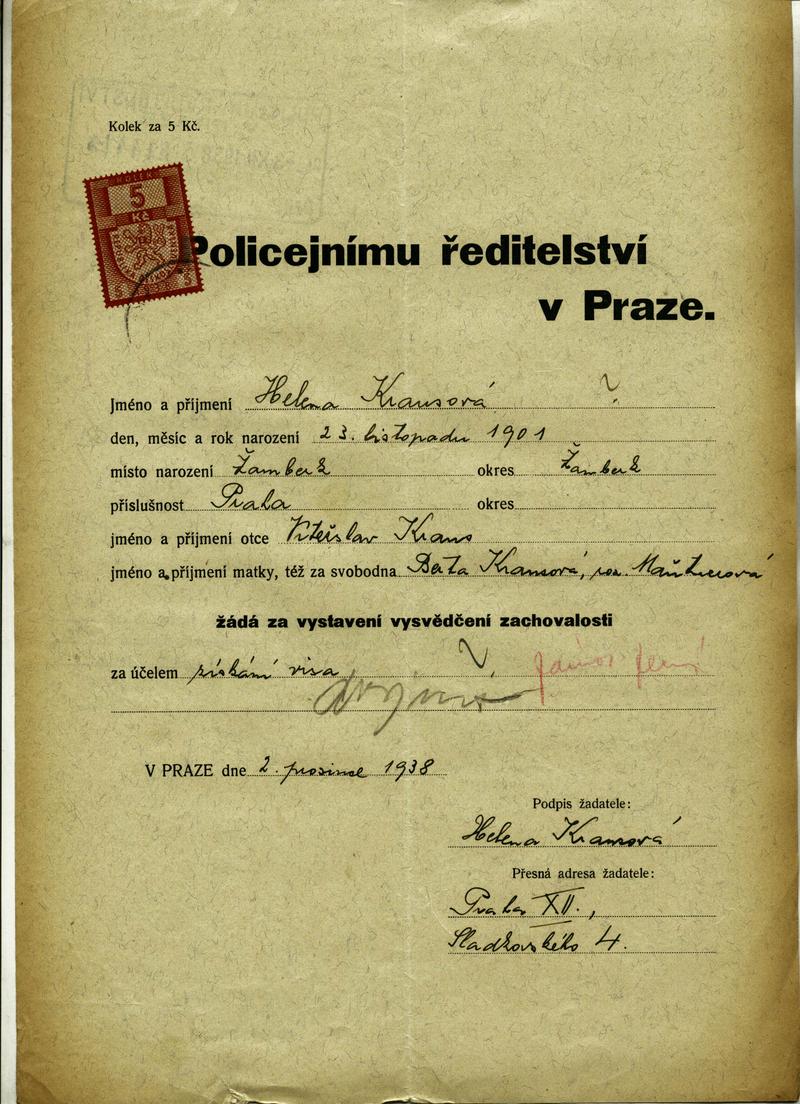 Kolek za 5 Kč.
KOLEK
5
Kč
Policejnímu ředitelství
v Praze.
Jméno a příjmení Helena Krausová
den, měsíc a rok narození 23. listopadu 1901
místo narození Žamberk okres Žamberk
příslušnost Praha okres
jméno a příjmení otce Vítězslav Kraus
jméno a příjmení matky, též za svobodna Berta Krausová, roz.
žádá za vystavení vysvědčení zachovalosti
za účelem získání visa
V PRAZE dne 2. prosince 1938
Podpis žadatele:
Helena Krausová
Přesná adresa žadatele:
Praha XII.,
Sladkovského 4.